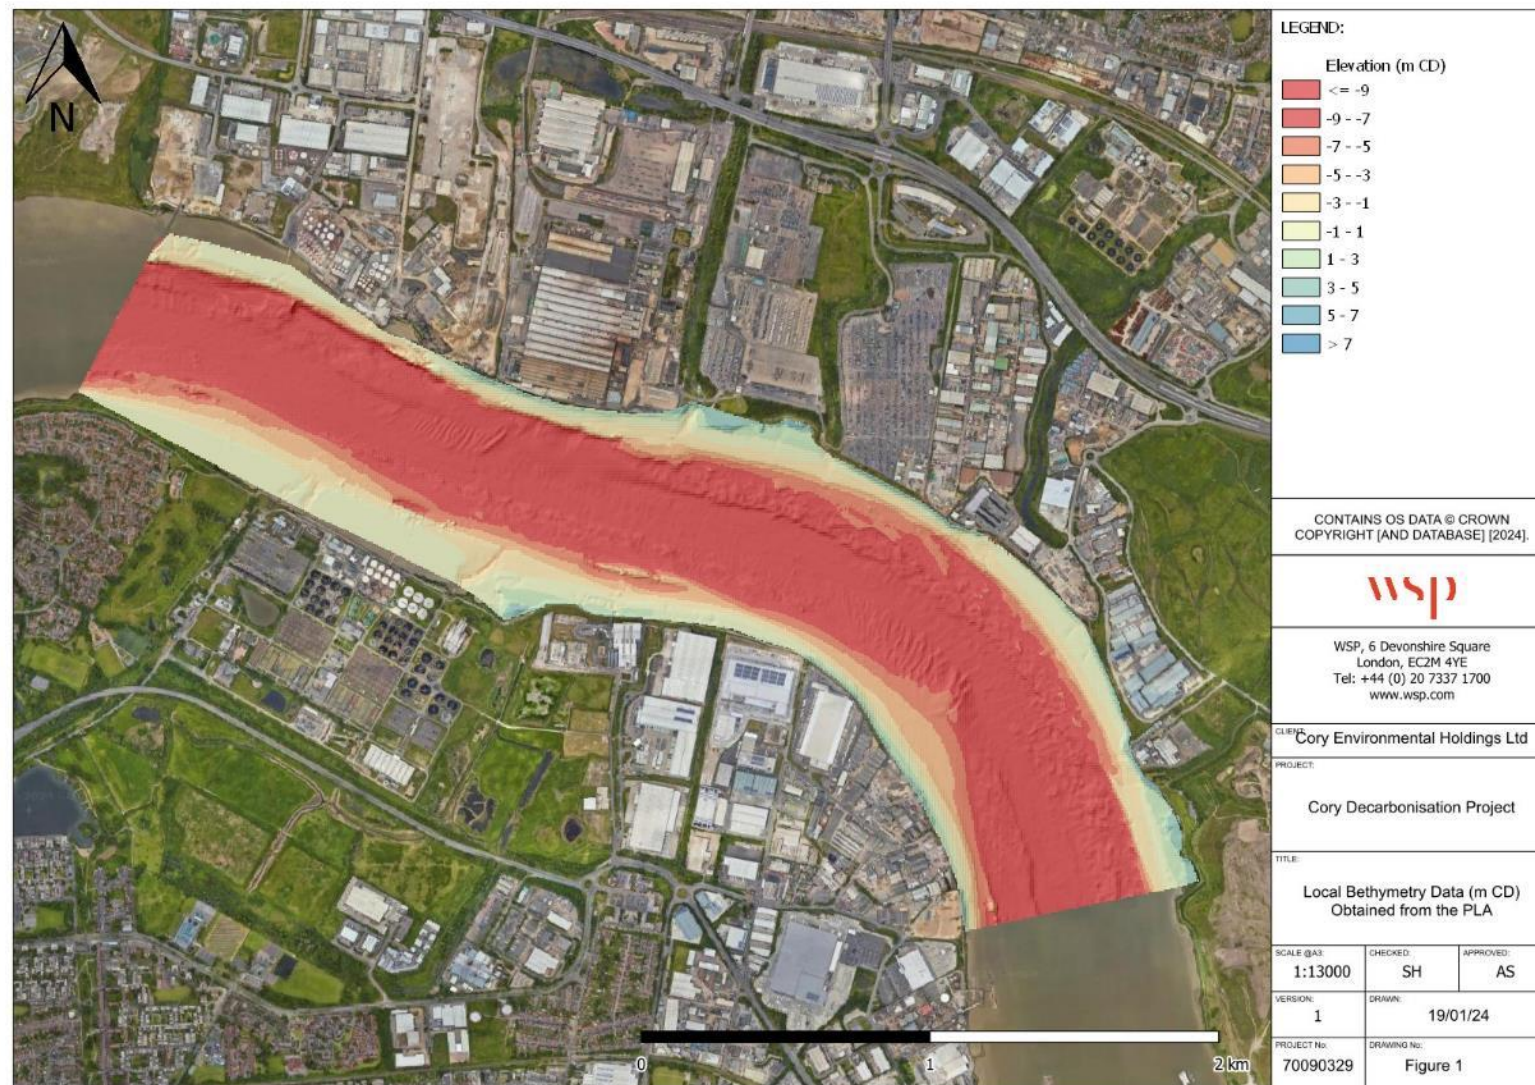 N
LEGEND:
Elevation (m CD)
<= -9
-9 - -7
-7 - -5
-5 - -3
-3 - -1
-1 - 1
1 - 3
3 - 5
5 - 7
> 7
CONTAINS OS DATA © CROWN
COPYRIGHT [AND DATABASE] [2024].
wsp
WSP, 6 Devonshire Square
London, EC2M 4YE
Tel: +44 (0) 20 7337 1700
www.wsp.com
CLIENT:
Cory Environmental Holdings Ltd
PROJECT:
Cory Decarbonisation Project
TITLE:
Local Bethymetry Data (m CD)
Obtained from the PLA
SCALE @A3: CHECKED: APPROVED:
1:13000 SH AS
VERSION: DRAWN:
1 19/01/24
PROJECT No: DRAWING No:
70090329 Figure 1
0 1 2 km